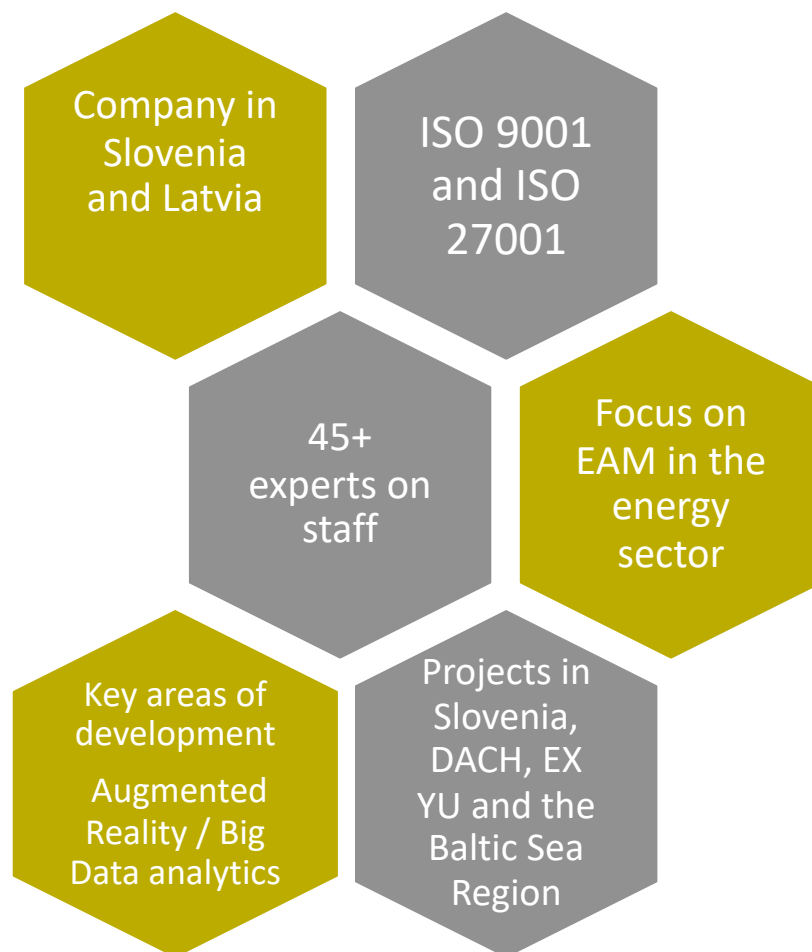 Company in
Slovenia
and Latvia
ISO 9001
and ISO
27001
45+
experts on
staff
Focus on
EAM in the
energy
sector
Key areas of
development
Augmented
Reality / Big
Data analytics
Projects in
Slovenia,
DACH, EX
YU and the
Baltic Sea
Region